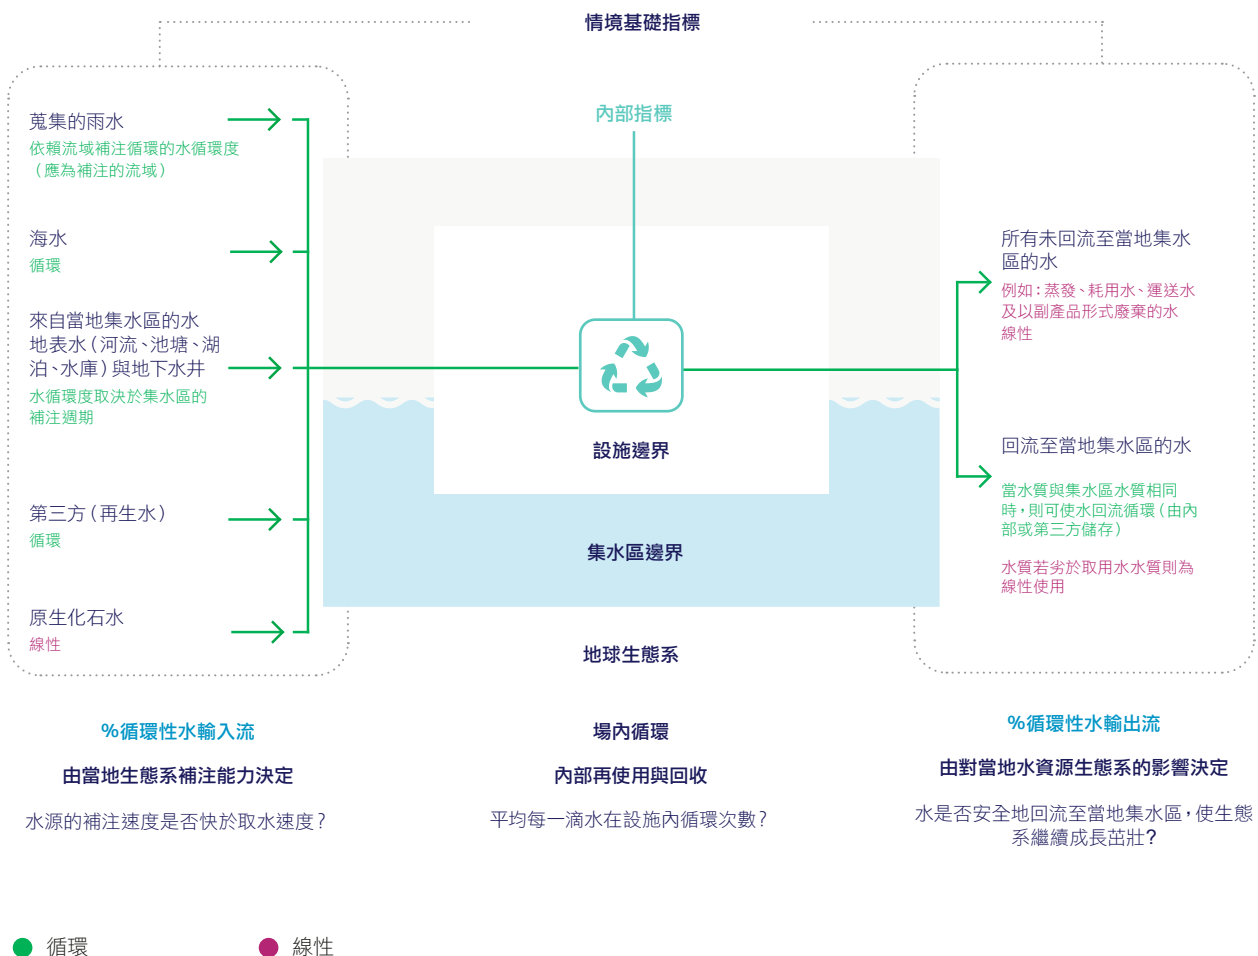 情境基礎指標
內部指標
蒐集的雨水
依賴流域補注循環的水循環度
（應為補注的流域）
海水
循環
來自當地集水區的水
地表水（河流、池塘、湖
泊、水庫）與地下水井
水循環度取決於集水區的
補注週期
第三方（再生水）
循環
原生化石水
線性
設施邊界
集水區邊界
地球生態系
所有未回流至當地集水
區的水
例如：蒸發、耗用水、運送水
及以副產品形式廢棄的水
線性
回流至當地集水區的水
當水質與集水區水質相同
時，則可使水回流循環（由內
部或第三方儲存）
水質若劣於取用水水質則為
線性使用
%循環性水輸入流
由當地生態系補注能力決定
水源的補注速度是否快於取水速度？
場內循環
內部再使用與回收
平均每一滴水在設施內循環次數？
%循環性水輸出流
由對當地水資源生態系的影響決定
水是否安全地回流至當地集水區，使生態
系繼續成長茁壯?
循環
線性